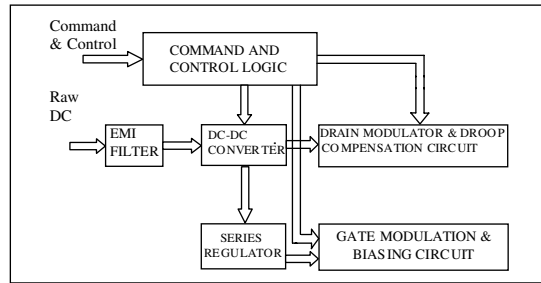 Command
& Control
COMMAND AND
CONTROL LOGIC
Raw
DC
EMI
FILTER
DC-DC
CONVERTER
DRAIN MODULATOR & DROOP
COMPENSATION CIRCUIT
SERIES
REGULATOR
GATE MODULATION &
BIASING CIRCUIT